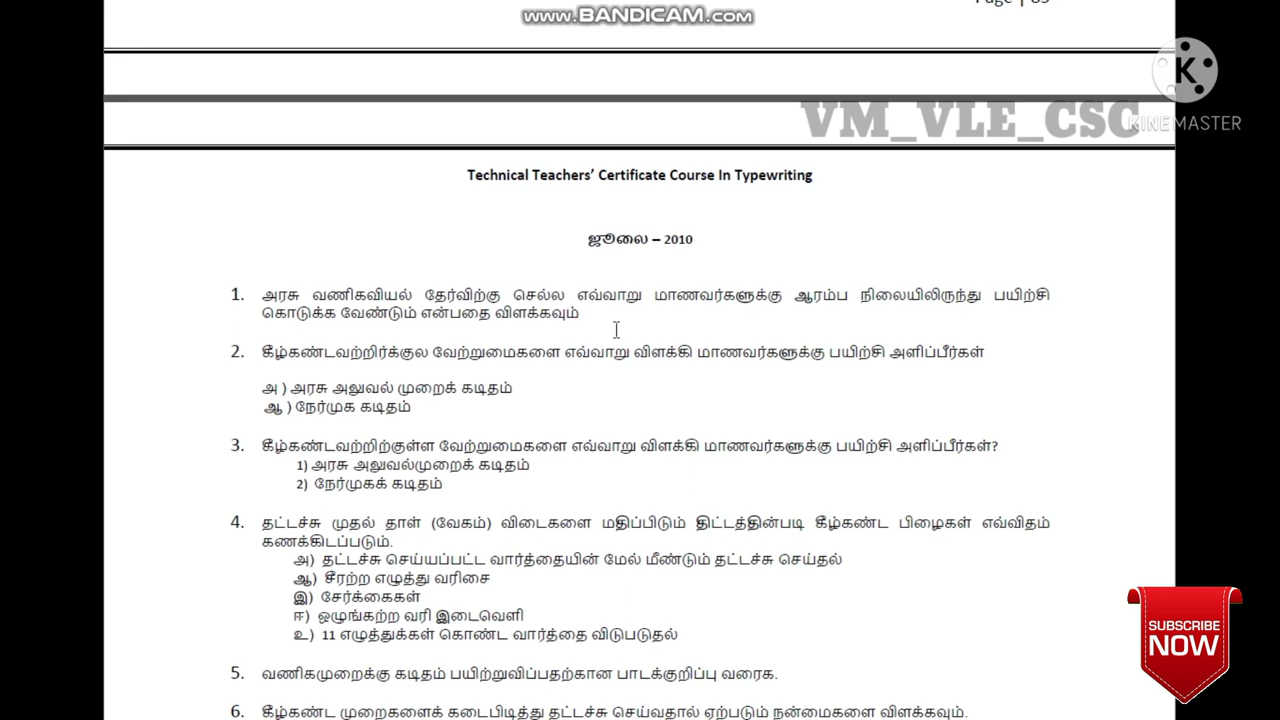 www.BANDICAM.com
VM_VLE_CSC
KINEMASTER
Technical Teachers’ Certificate Course In Typewriting
ஜூலை – 2010
1. அரசு வணிகவியல் தேர்விற்கு செல்ல எவ்வாறு மாணவர்களுக்கு ஆரம்ப நிலையிலிருந்து பயிற்சி
கொடுக்க வேண்டும் என்பதை விளக்கவும்
2. கீழ்கண்டவற்றிர்க்குல வேற்றுமைகளை எவ்வாறு விளக்கி மாணவர்களுக்கு பயிற்சி அளிப்பீர்கள்
அ ) அரசு அலுவல் முறைக் கடிதம்
ஆ ) நேர்முக கடிதம்
3. கீழ்கண்டவற்றிற்குள்ள வேற்றுமைகளை எவ்வாறு விளக்கி மாணவர்களுக்கு பயிற்சி அளிப்பீர்கள்?
1) அரசு அலுவல்முறைக் கடிதம்
2) நேர்முகக் கடிதம்
4. தட்டச்சு முதல் தாள் (வேகம்) விடைகளை மதிப்பிடும் திட்டத்தின்படி கீழ்கண்ட பிழைகள் எவ்விதம்
கணக்கிடப்படும்.
அ) தட்டச்சு செய்யப்பட்ட வார்த்தையின் மேல் மீண்டும் தட்டச்சு செய்தல்
ஆ) சீரற்ற எழுத்து வரிசை
இ) சேர்க்கைகள்
ஈ) ஒழுங்கற்ற வரி இடைவெளி
உ) 11 எழுத்துக்கள் கொண்ட வார்த்தை விடுபடுதல்
SUBSCRIBE
NOW
5. வணிகமுறைக்கு கடிதம் பயிற்றுவிப்பதற்கான பாடக்குறிப்பு வரைக.
6. கீழ்கண்ட முறைகளைக் கடைபிடித்து தட்டச்சு செய்வதால் ஏற்படும் நன்மைகளை விளக்கவும்.